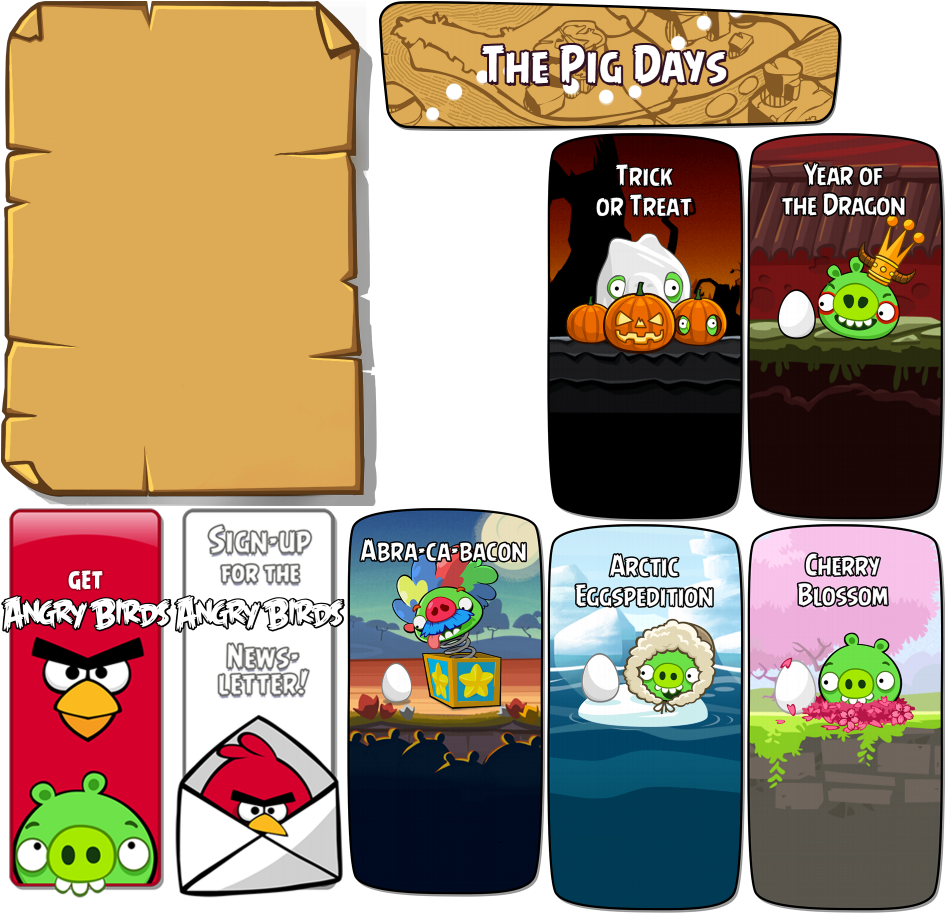 THE PIG DAYS
TRICK
OR TREAT
YEAR OF
THE DRAGON
GET
ANGRY BIRDS
SIGN-UP
FOR THE
ANGRY BIRDS
NEWS-
LETTER!
ABRA-CA-BACON
ARCTIC
EGGSPEDITION
CHERRY
BLOSSOM